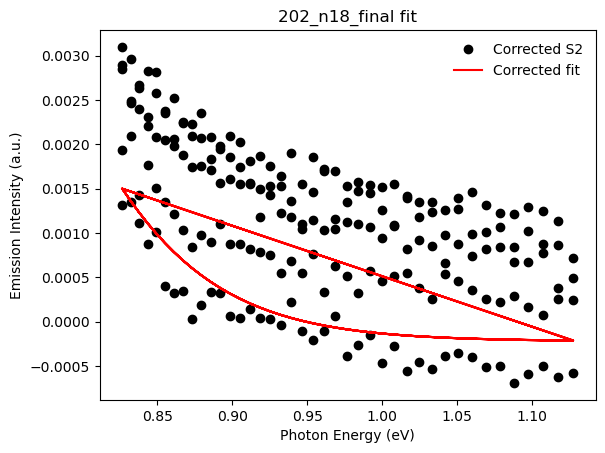 202_n18_final fit
Corrected S2
Corrected fit
Emission Intensity (a.u.)
0.0030
0.0025
0.0020
0.0015
0.0010
0.0005
0.0000
−0.0005
0.85
0.90
0.95
1.00
1.05
1.10
Photon Energy (eV)